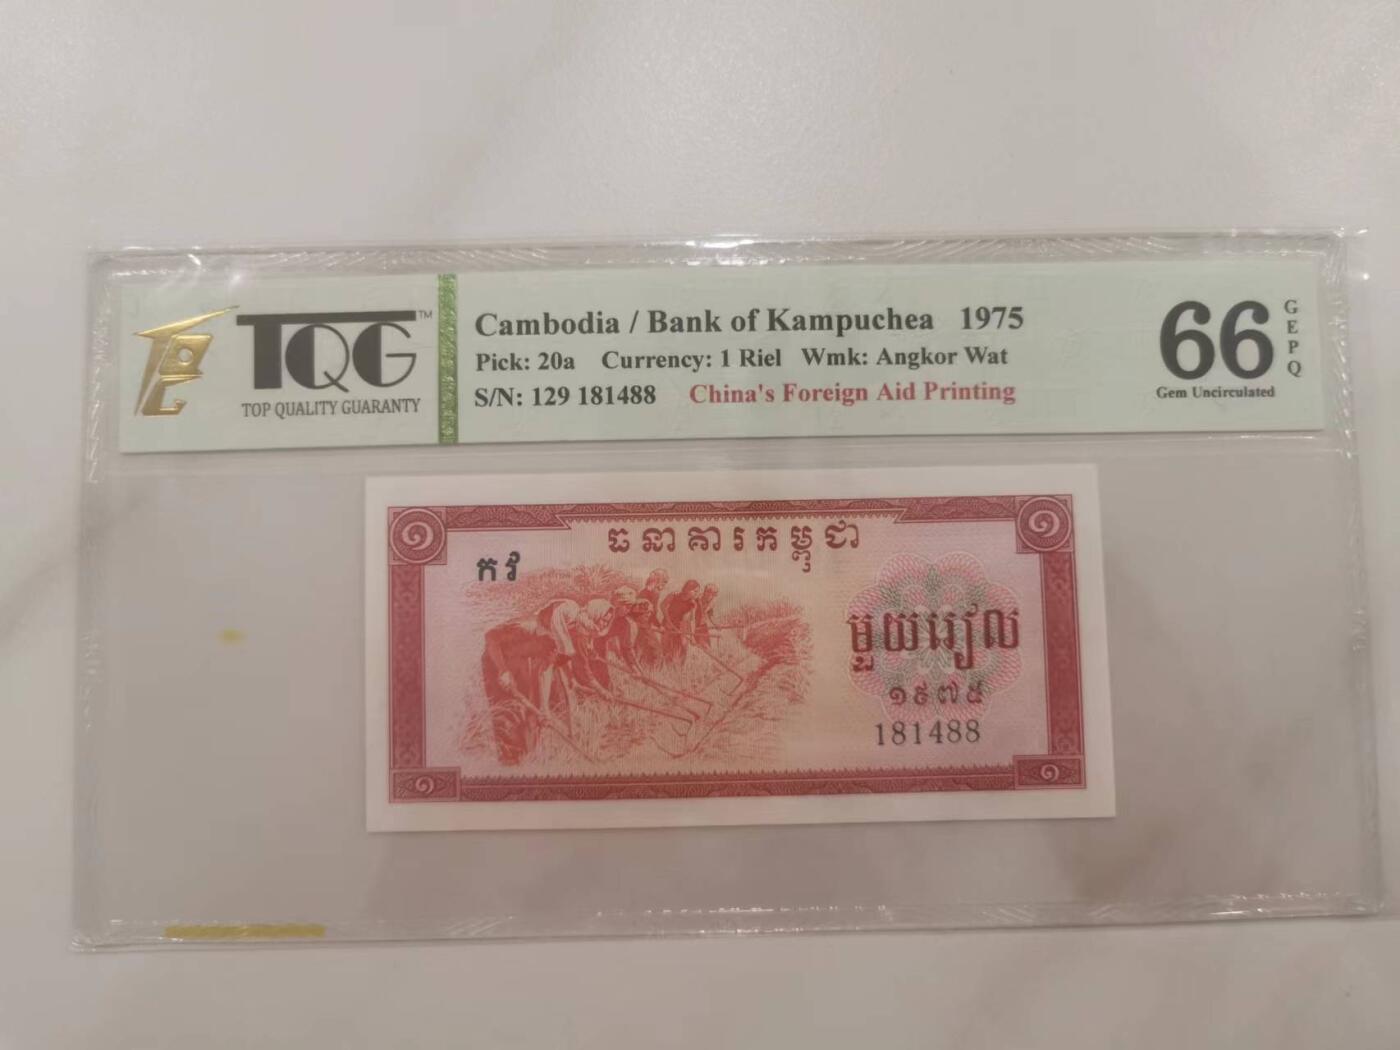 TQG™
TOP QUALITY GUARANTY
Cambodia / Bank of Kampuchea 1975
Pick: 20a Currency: 1 Riel Wmk: Angkor Wat
S/N: 129 181488 China's Foreign Aid Printing
66
GEPQ
Gem Uncirculated
១ ១
ធនាគារកម្ពុជា
កវ
មួយរៀល
១៩៧៥
181488
១ ១